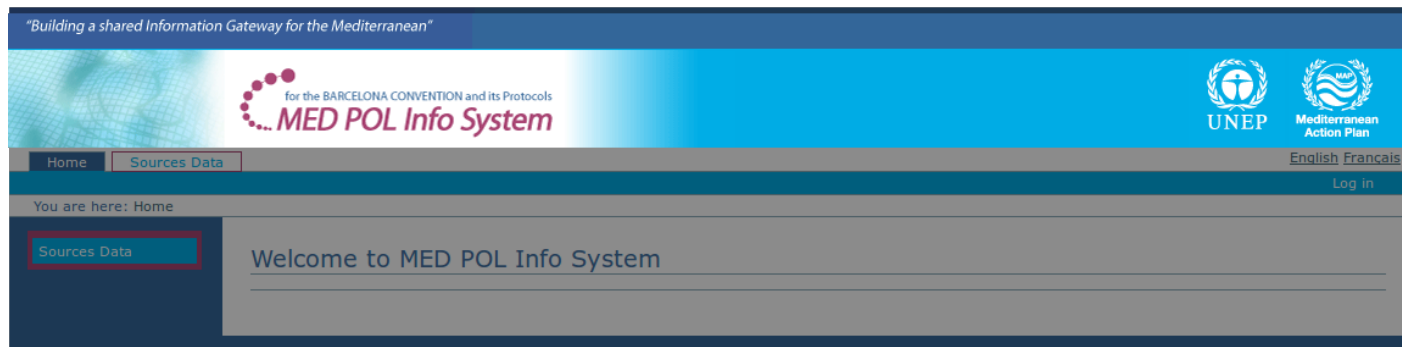 "Building a shared Information Gateway for the Mediterranean"
for the BARCELONA CONVENTION and its Protocols
MED POL Info System
UNEP
MAP
Mediterranean
Action Plan
Home Sources Data English Français
Log in
You are here: Home
Sources Data
Welcome to MED POL Info System